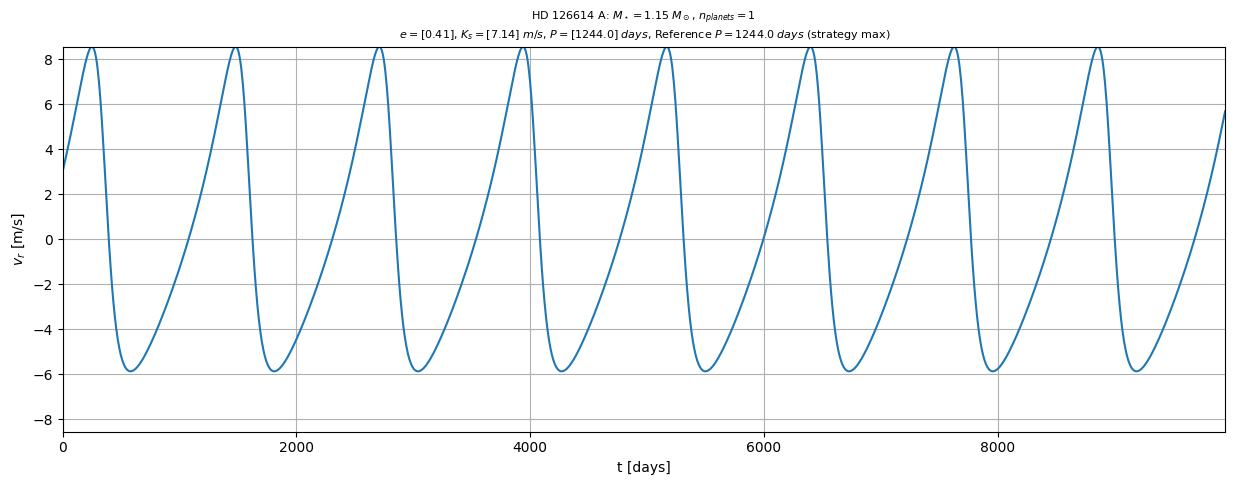 HD 126614 A: $M_\star = 1.15\ M_\odot$, $n_{planets} = 1$
$e = [0.41]$, $K_s = [7.14]\ m/s$, $P = [1244.0]\ days$, Reference $P = 1244.0\ days$ (strategy max)
8
6
4
2
0
−2
−4
−6
−8
$v_r$ [m/s]
0 2000 4000 6000 8000
t [days]